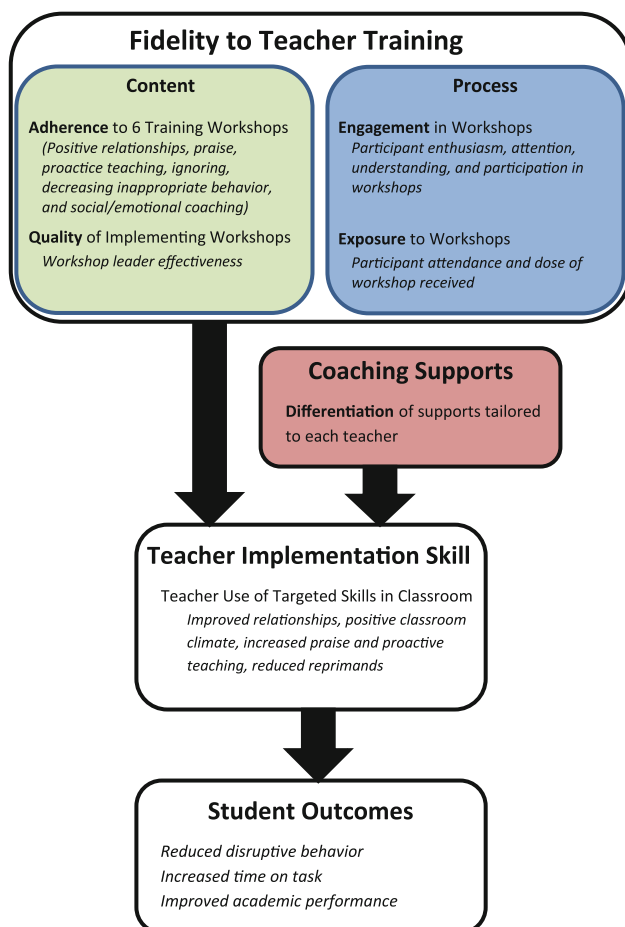 Fidelity to Teacher Training
Content
Adherence to 6 Training Workshops
(Positive relationships, praise,
proactice teaching, ignoring,
decreasing inappropriate behavior,
and social/emotional coaching)
Quality of Implementing Workshops
Workshop leader effectiveness
Process
Engagement in Workshops
Participant enthusiasm, attention,
understanding, and participation in
workshops
Exposure to Workshops
Participant attendance and dose of
workshop received
Coaching Supports
Differentiation of supports tailored
to each teacher
Teacher Implementation Skill
Teacher Use of Targeted Skills in Classroom
Improved relationships, positive classroom
climate, increased praise and proactive
teaching, reduced reprimands
Student Outcomes
Reduced disruptive behavior
Increased time on task
Improved academic performance